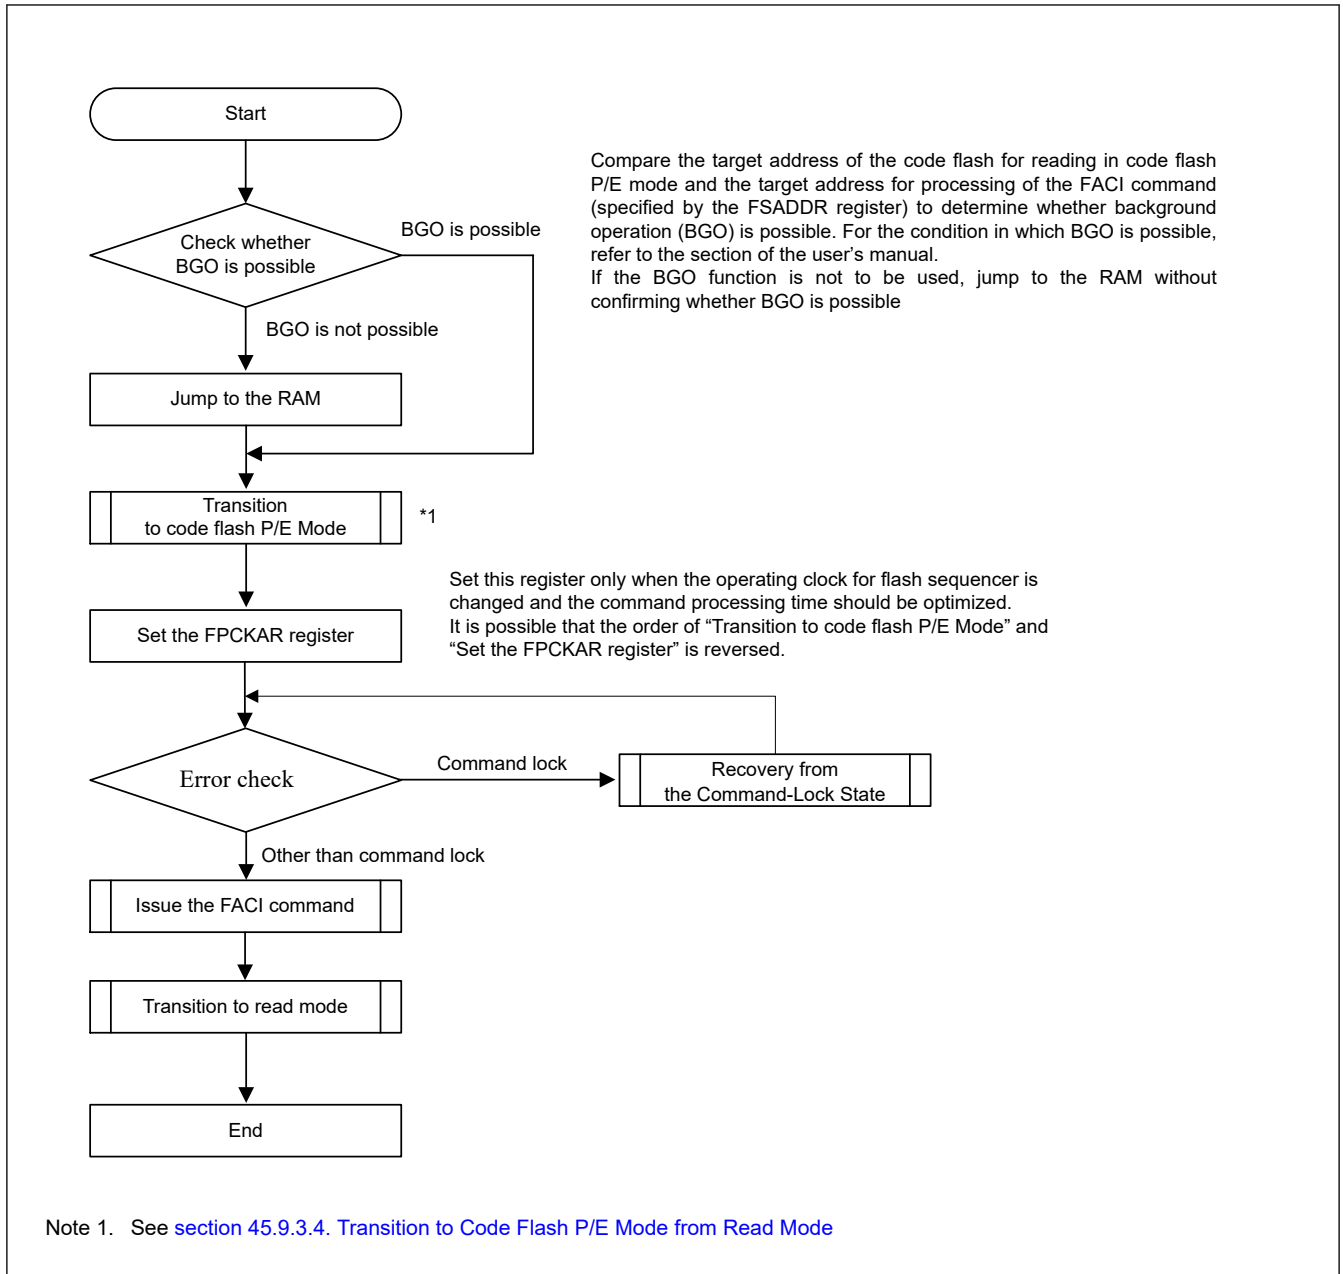 Start
Compare the target address of the code flash for reading in code flash
P/E mode and the target address for processing of the FACI command
(specified by the FSADDR register) to determine whether background
operation (BGO) is possible. For the condition in which BGO is possible,
refer to the section of the user's manual.
If the BGO function is not to be used, jump to the RAM without
confirming whether BGO is possible
Check whether
BGO is possible
BGO is possible
BGO is not possible
Jump to the RAM
Transition
to code flash P/E Mode
*1
Set this register only when the operating clock for flash sequencer is
changed and the command processing time should be optimized.
It is possible that the order of “Transition to code flash P/E Mode” and
“Set the FPCKAR register” is reversed.
Set the FPCKAR register
Error check
Command lock
Recovery from
the Command-Lock State
Other than command lock
Issue the FACI command
Transition to read mode
End
Note 1. See section 45.9.3.4. Transition to Code Flash P/E Mode from Read Mode